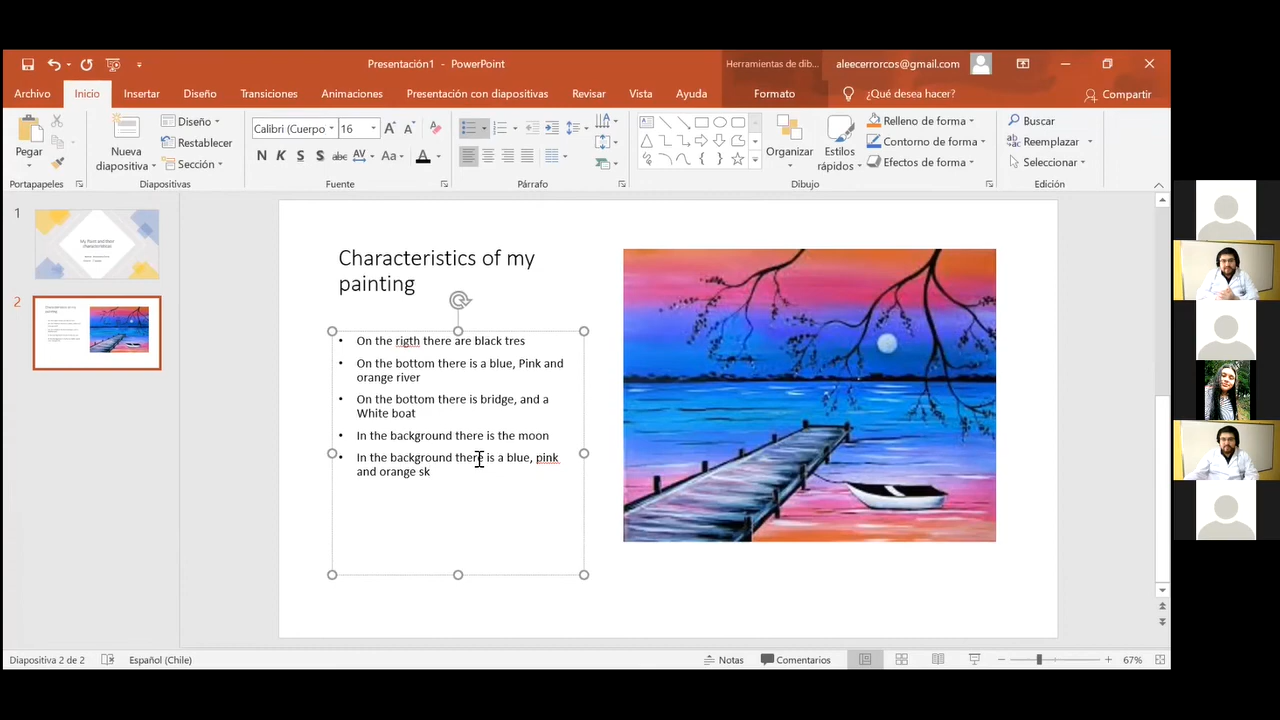 Presentación1 - PowerPoint
Herramientas de dib...
aleecerrorcos@gmail.com
Archivo
Inicio
Insertar
Diseño
Transiciones
Animaciones
Presentación con diapositivas
Revisar
Vista
Ayuda
Formato
¿Qué desea hacer?
Compartir
Pegar
Nueva
diapositiva
Diseño
Restablecer
Sección
Calibri (Cuerpo
16
N K S S abc AV Aa A
Organizar
Estilos
rápidos
Relleno de forma
Contorno de forma
Efectos de forma
Buscar
Reemplazar
Seleccionar
Portapapeles
Diapositivas
Fuente
Párrafo
Dibujo
Edición
1
2
Characteristics of my
painting
• On the rigth there are black tres
• On the bottom there is a blue, Pink and
orange river
• On the bottom there is bridge, and a
White boat
• In the background there is the moon
• In the background there is a blue, pink
and orange sk
Diapositiva 2 de 2
Español (Chile)
Notas
Comentarios
67%